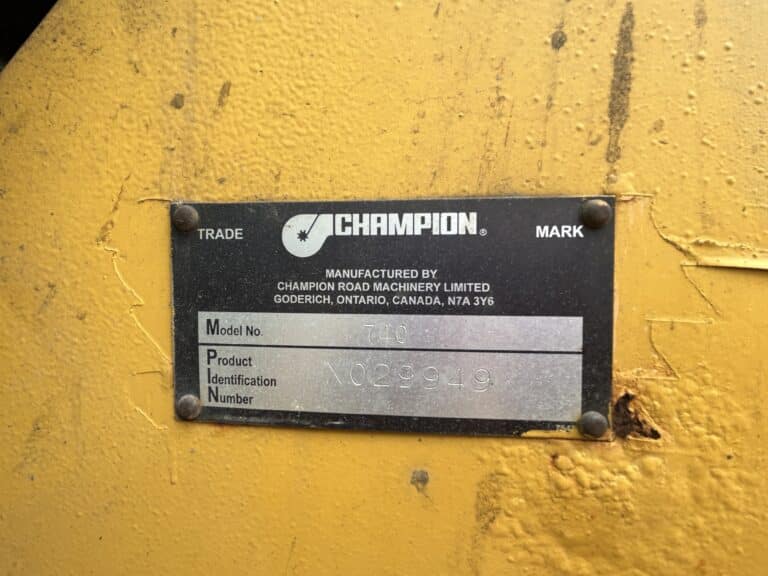 TRADE CHAMPION® MARK
MANUFACTURED BY
CHAMPION ROAD MACHINERY LIMITED
GODERICH, ONTARIO, CANADA, N7A 3Y6
Model No. 740
Product
Identification X029949
Number